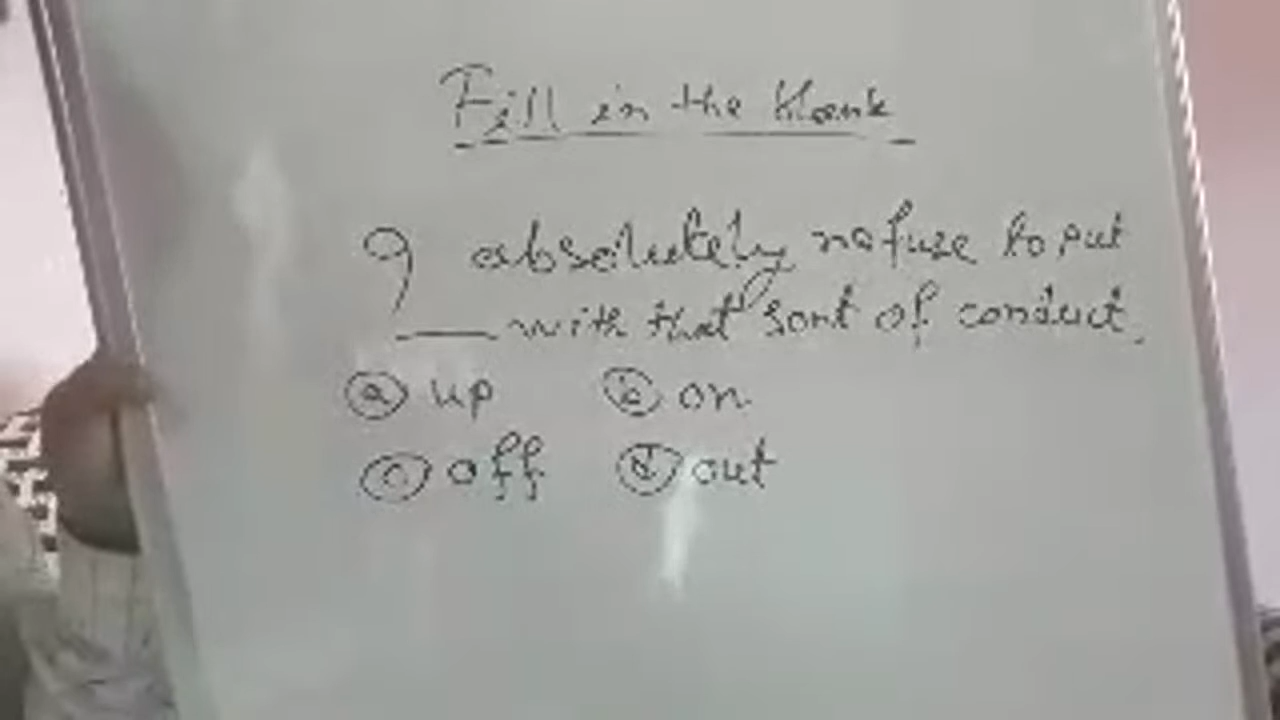 Fill in the blank
I absolutely refuse to put
___ with that sort of conduct.
(a) up (b) on
(c) off (d) out